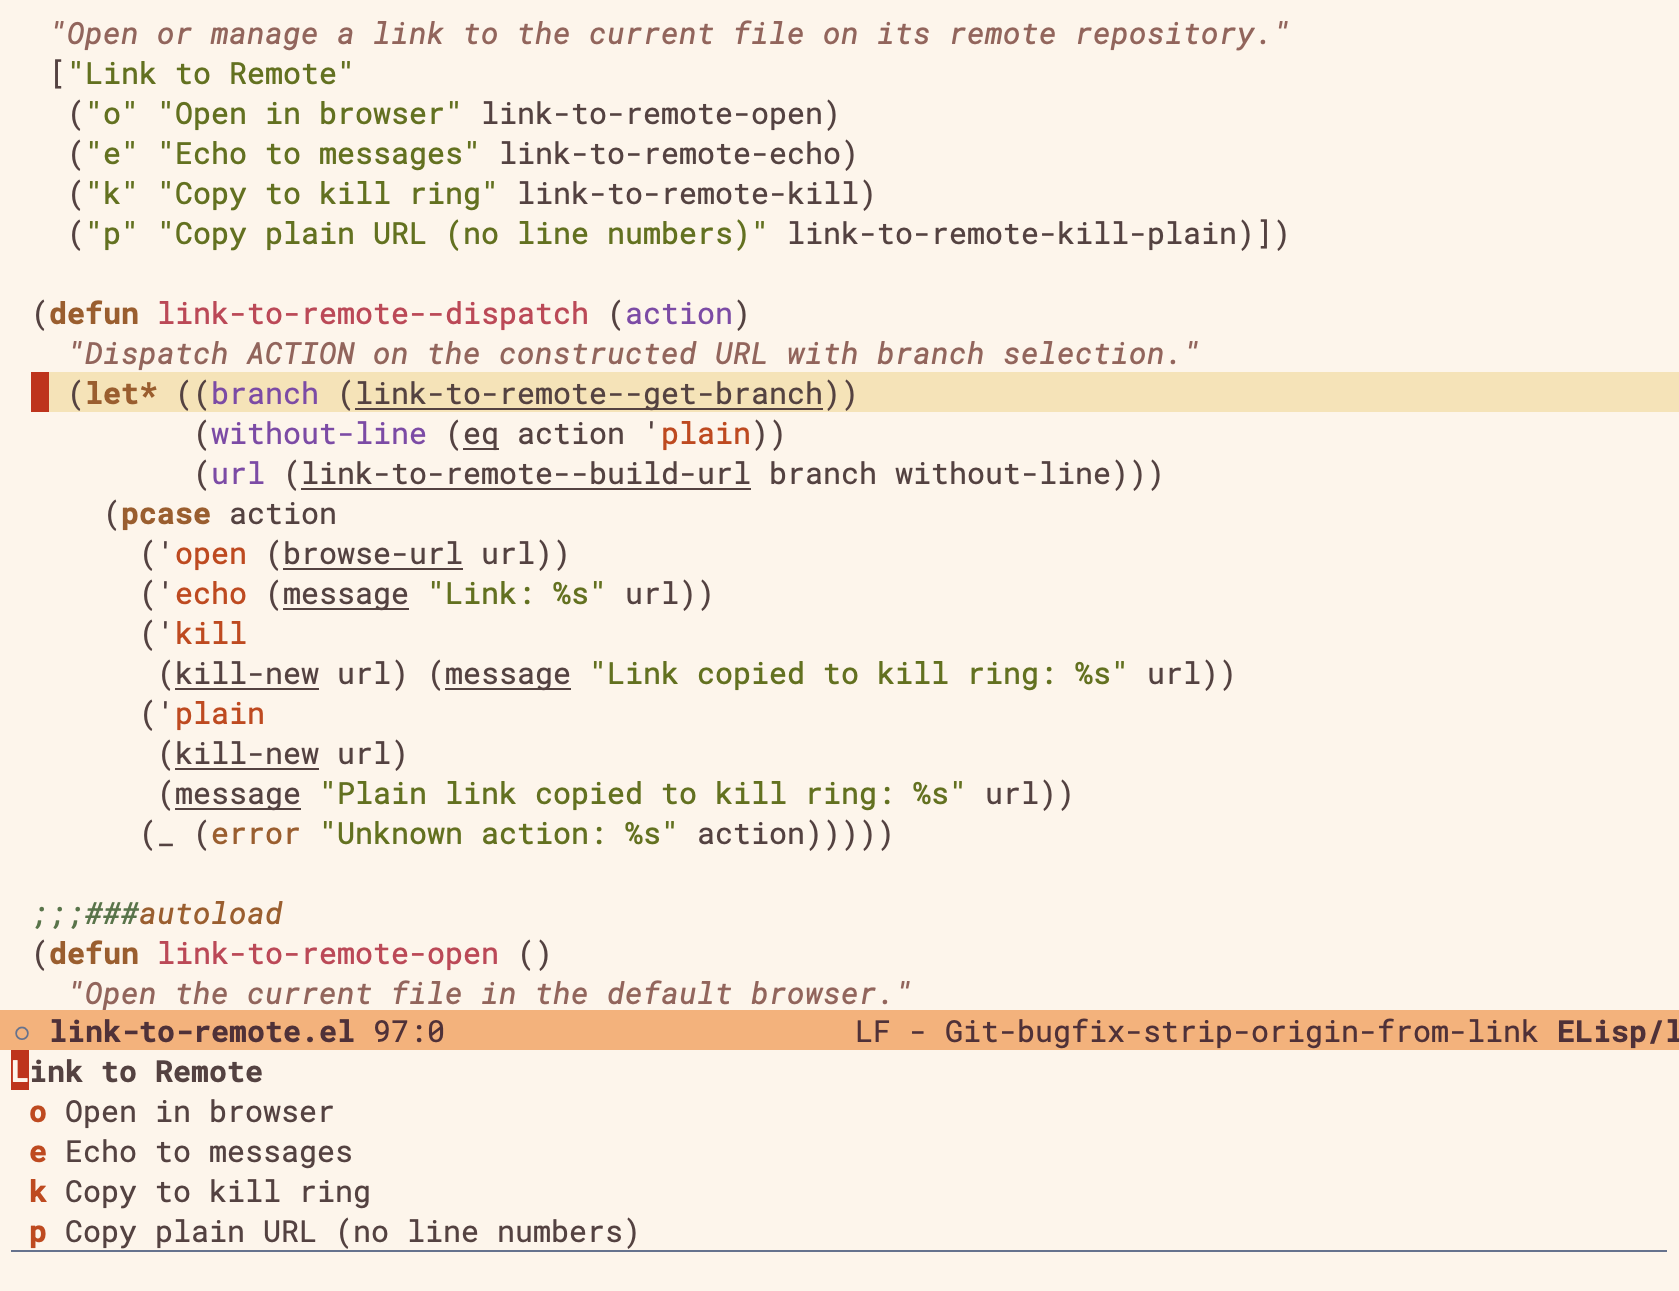 "Open or manage a link to the current file on its remote repository."
["Link to Remote"
("o" "Open in browser" link-to-remote-open)
("e" "Echo to messages" link-to-remote-echo)
("k" "Copy to kill ring" link-to-remote-kill)
("p" "Copy plain URL (no line numbers)" link-to-remote-kill-plain)])
(defun link-to-remote--dispatch (action)
"Dispatch ACTION on the constructed URL with branch selection."
(let* ((branch (link-to-remote--get-branch))
(without-line (eq action 'plain))
(url (link-to-remote--build-url branch without-line)))
(pcase action
('open (browse-url url))
('echo (message "Link: %s" url))
('kill
(kill-new url) (message "Link copied to kill ring: %s" url))
('plain
(kill-new url)
(message "Plain link copied to kill ring: %s" url))
(_ (error "Unknown action: %s" action)))))
;;;###autoload
(defun link-to-remote-open ()
"Open the current file in the default browser."
○ link-to-remote.el 97:0 LF - Git-bugfix-strip-origin-from-link ELisp/l
Link to Remote
o Open in browser
e Echo to messages
k Copy to kill ring
p Copy plain URL (no line numbers)